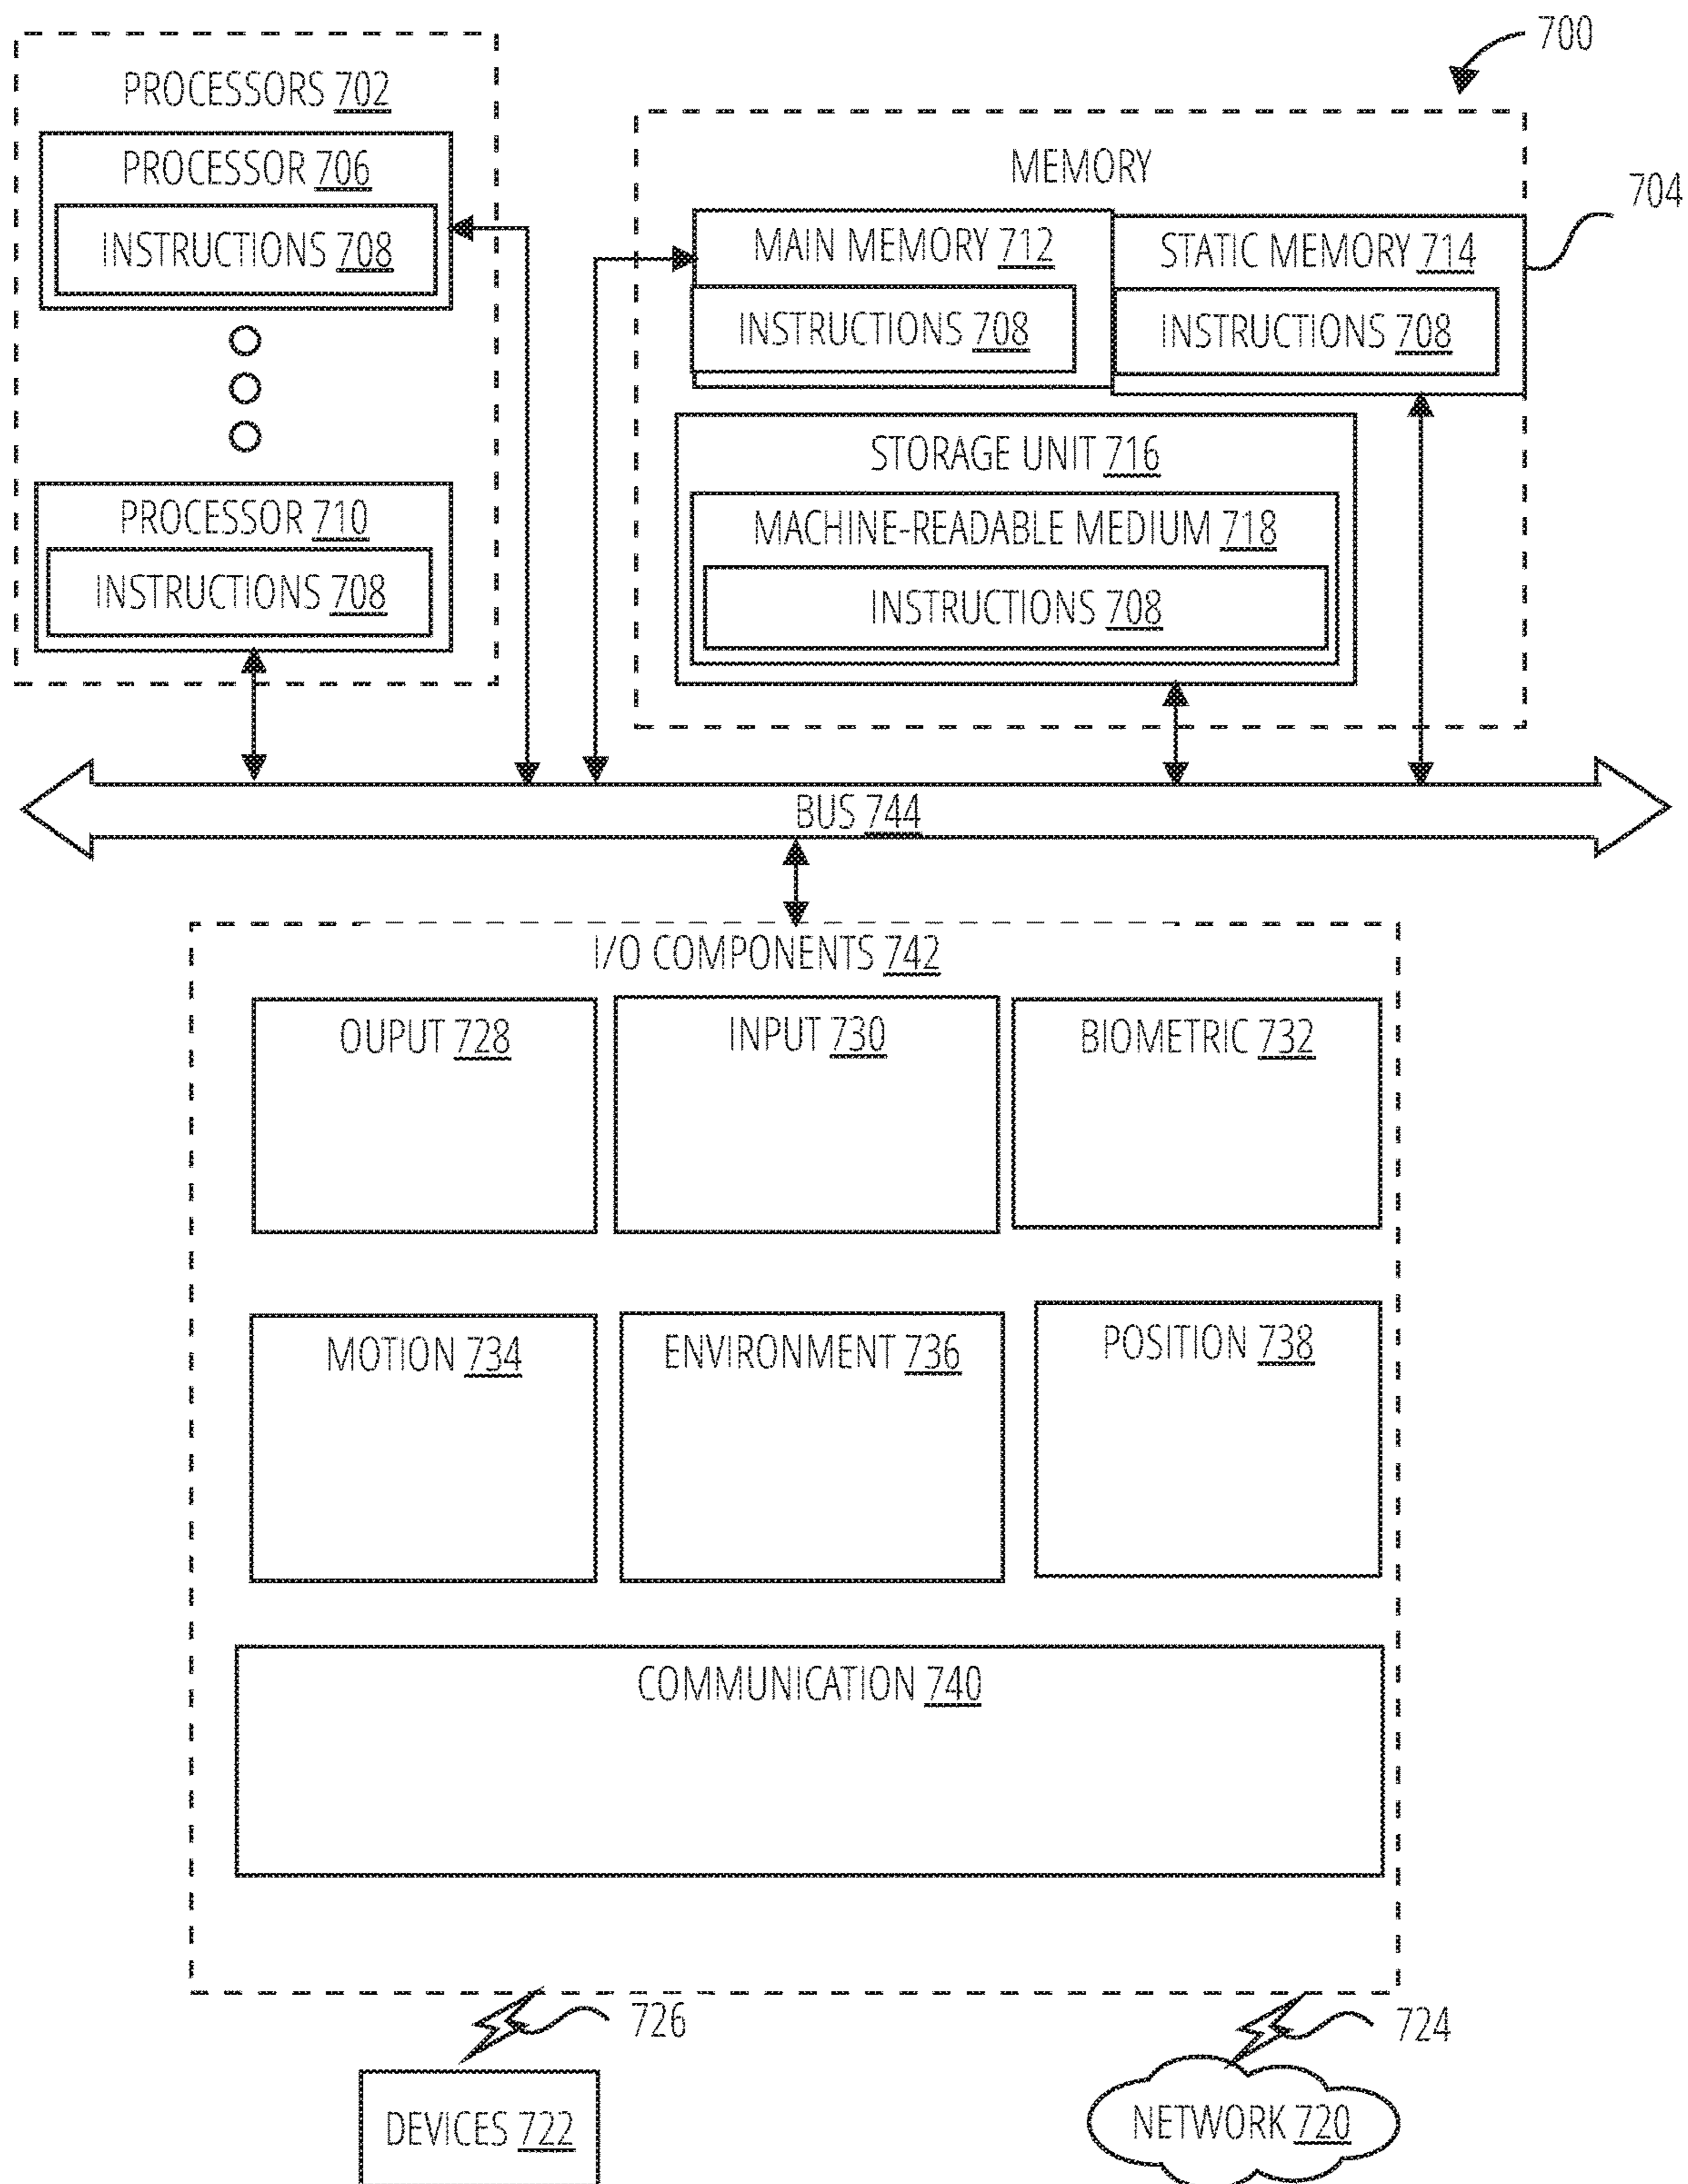 700
PROCESSORS 702
PROCESSOR 706
INSTRUCTIONS 708
PROCESSOR 710
INSTRUCTIONS 708
MEMORY
704
MAIN MEMORY 712
INSTRUCTIONS 708
STATIC MEMORY 714
INSTRUCTIONS 708
STORAGE UNIT 716
MACHINE-READABLE MEDIUM 718
INSTRUCTIONS 708
BUS 744
I/O COMPONENTS 742
OUPUT 728
INPUT 730
BIOMETRIC 732
MOTION 734
ENVIRONMENT 736
POSITION 738
COMMUNICATION 740
726
724
DEVICES 722
NETWORK 720